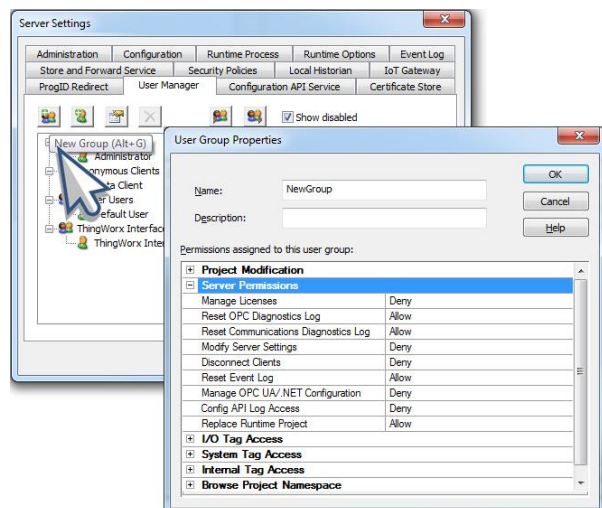 Server Settings
Administration Configuration Runtime Process Runtime Options Event Log
Store and Forward Service Security Policies Local Historian IoT Gateway
ProgID Redirect User Manager Configuration API Service Certificate Store
Show disabled
New Group (Alt+G)
Administrator
Clients
Client
Users
Default User
ThingWorx Interface
ThingWorx
User Group Properties
Name: NewGroup
Description:
OK
Cancel
Help
Permissions assigned to this user group:
Project Modification
Server Permissions
Manage Licenses Deny
Reset OPC Diagnostics Log Allow
Reset Communications Diagnostics Log Allow
Modify Server Settings Deny
Disconnect Clients Deny
Reset Event Log Allow
Manage OPC UA/.NET Configuration Deny
Config API Log Access Deny
Replace Runtime Project Allow
I/O Tag Access
System Tag Access
Internal Tag Access
Browse Project Namespace